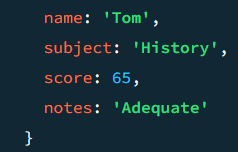 name: 'Tom',
subject: 'History',
score: 65,
notes: 'Adequate'
}